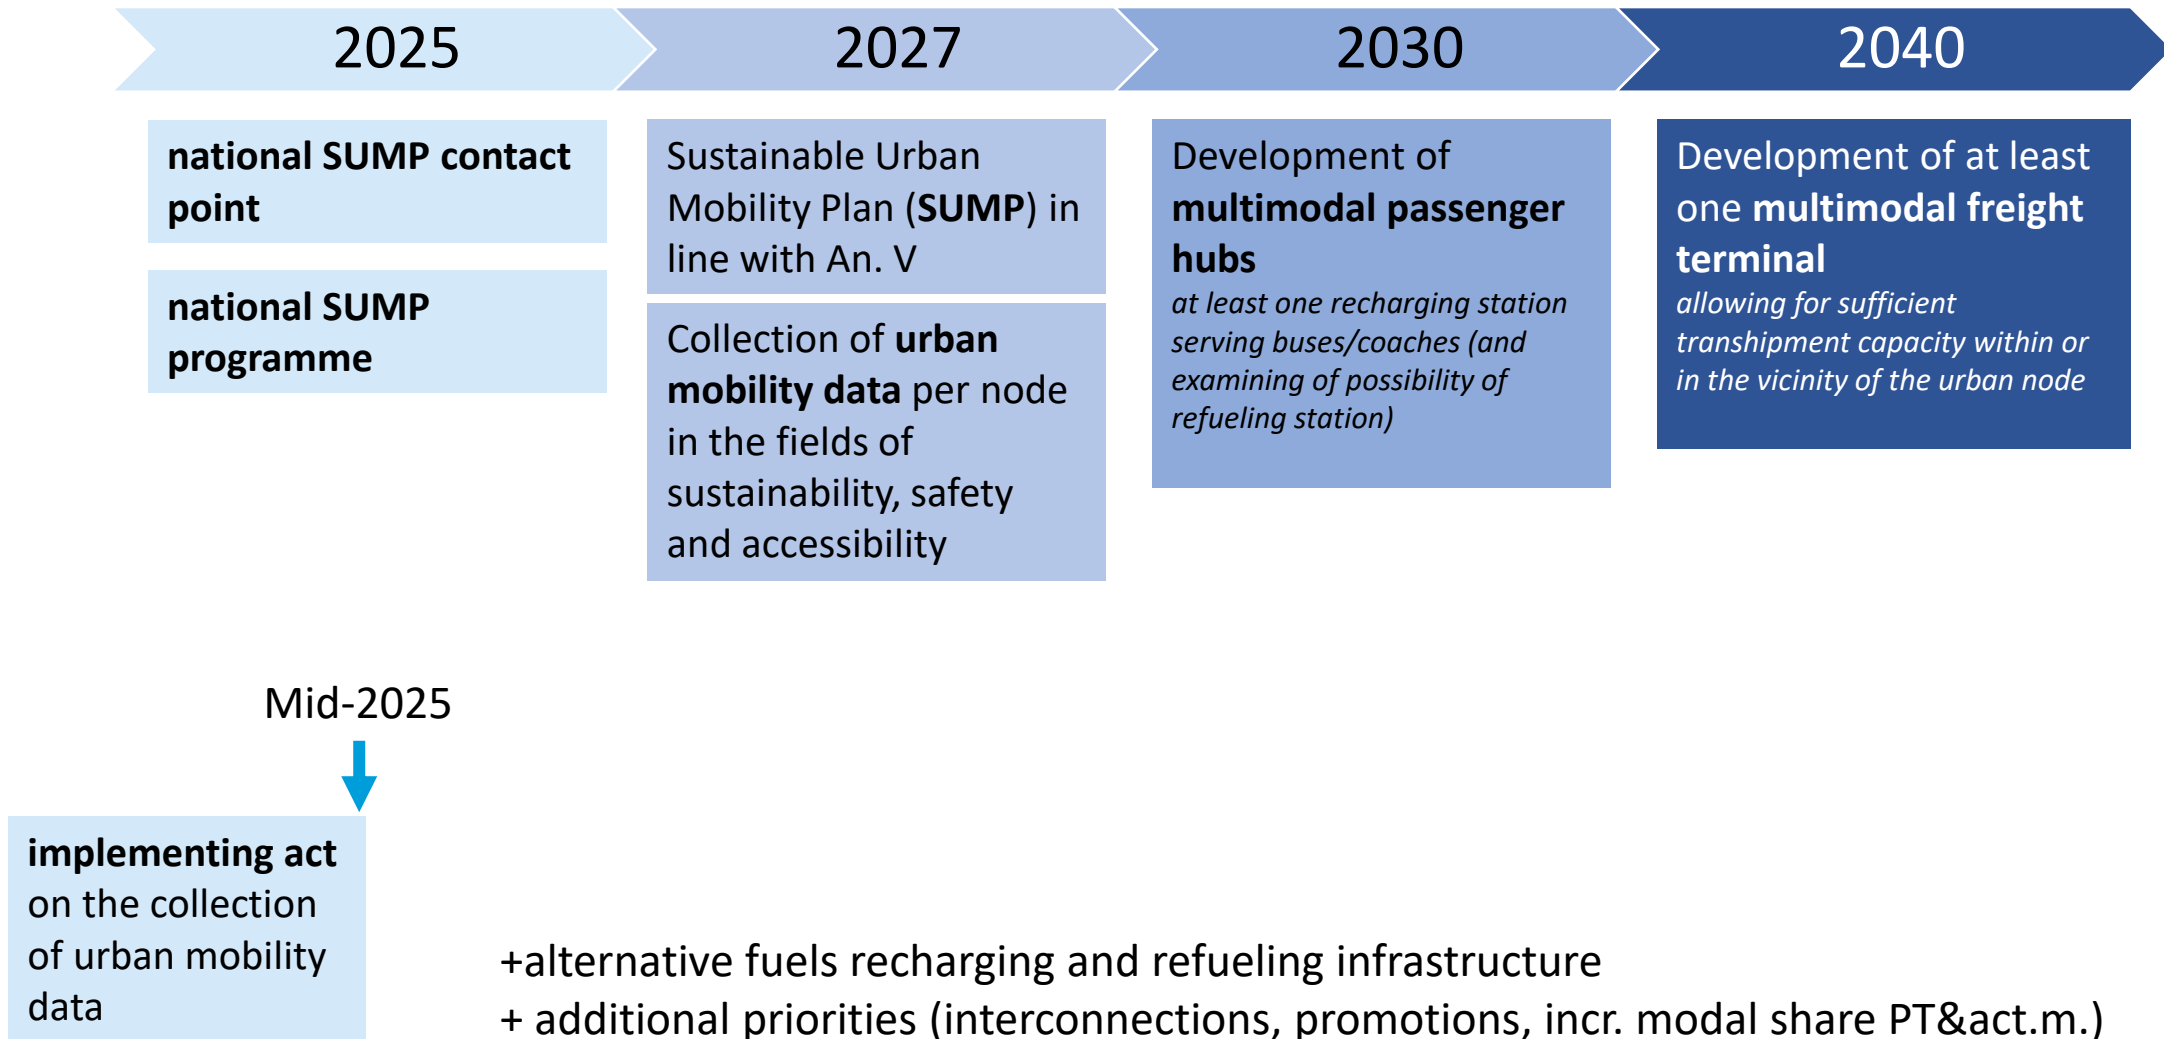 2025
2027
2030
2040
national SUMP contact
point
national SUMP
programme
Sustainable Urban
Mobility Plan (SUMP) in
line with An. V
Collection of urban
mobility data per node
in the fields of
sustainability, safety
and accessibility
Development of
multimodal passenger
hubs
at least one recharging station
serving buses/coaches (and
examining of possibility of
refueling station)
Development of at least
one multimodal freight
terminal
allowing for sufficient
transhipment capacity within or
in the vicinity of the urban node
Mid-2025
implementing act
on the collection
of urban mobility
data
+alternative fuels recharging and refueling infrastructure
+ additional priorities (interconnections, promotions, incr. modal share PT&act.m.)